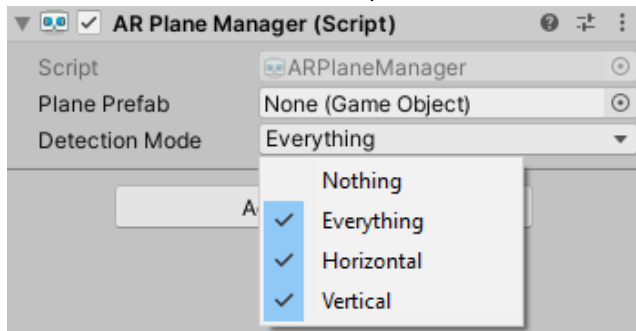 AR Plane Manager (Script)
Script ARPlaneManager
Plane Prefab None (Game Object)
Detection Mode Everything
Nothing
A
Everything
Horizontal
Vertical